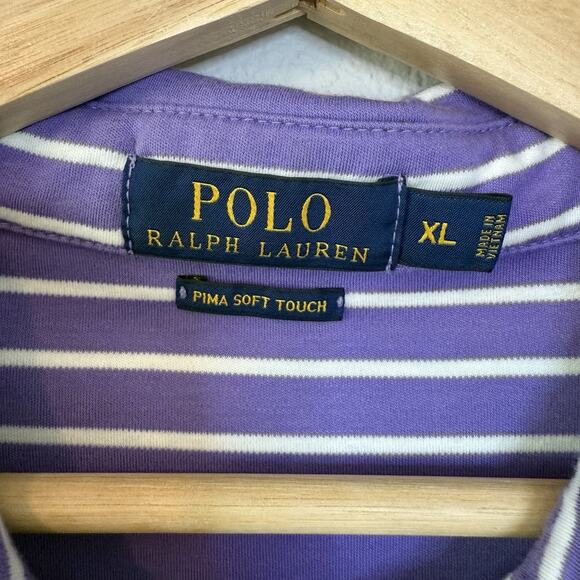 POLO
RALPH LAUREN
XL
MADE IN
VIETNAM
PIMA SOFT TOUCH